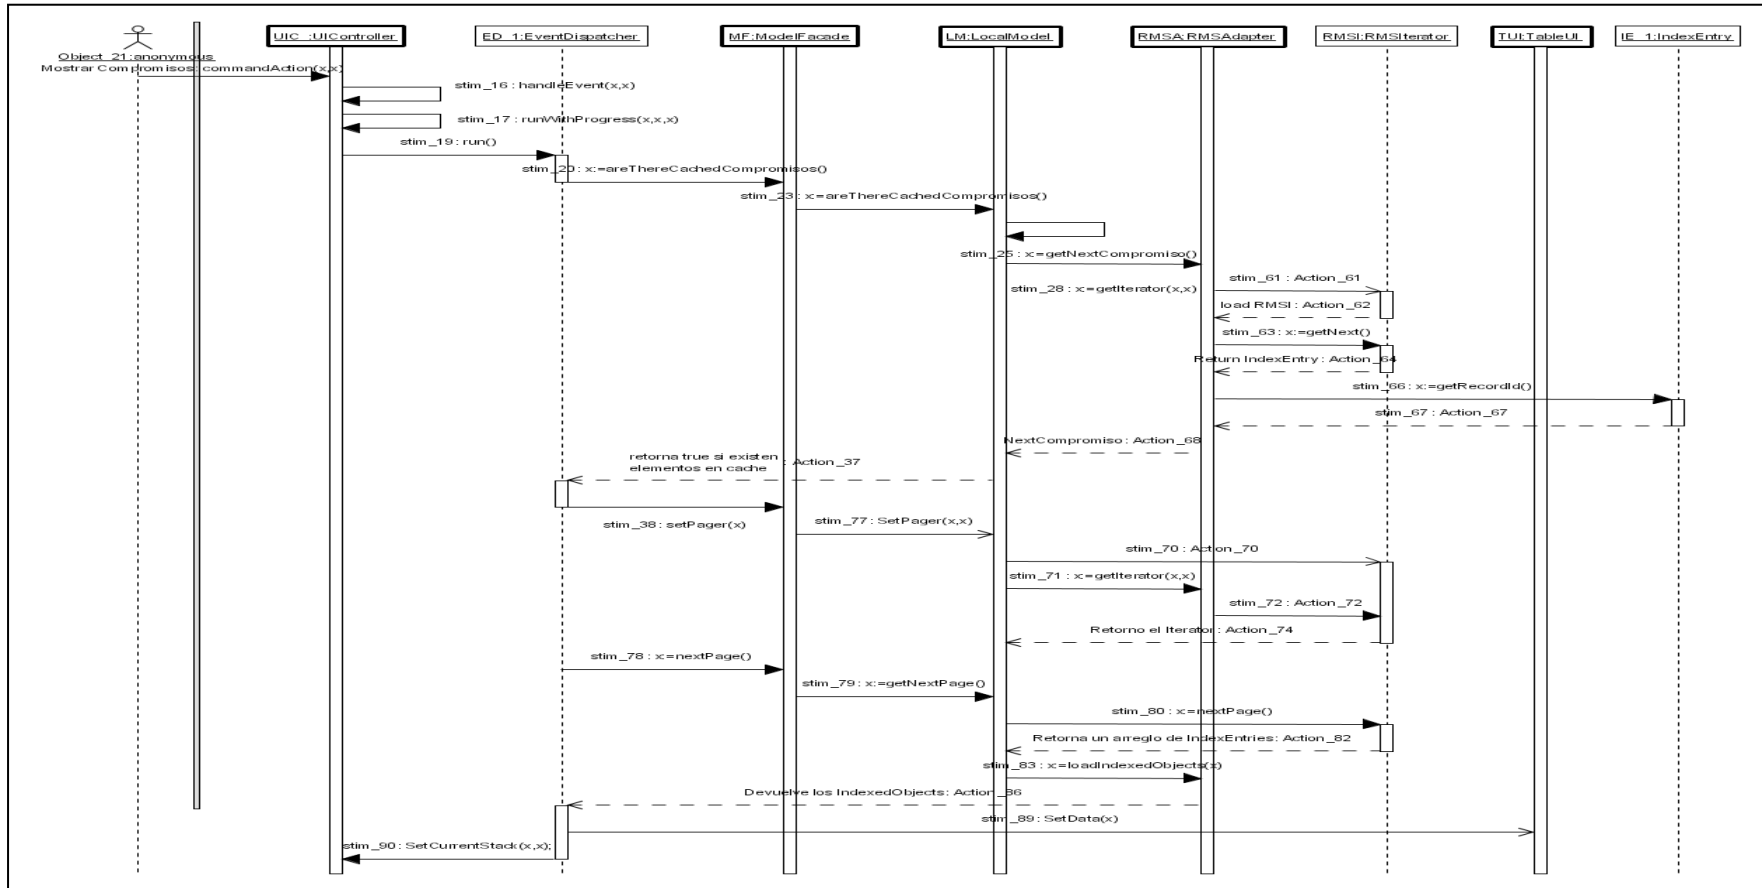 UIC_:UIController
ED_1:EventDispatcher
MF:ModelFacade
LM:LocalModel
RMSA:RMSAdapter
RMSI:RMSIterator
TUI:TableUI
IE_1:IndexEntry
Object_21:anonymous
Mostrar Compromisos: commandAction(x,x)
stim_16 : handleEvent(x,x)
stim_17 : runWithProgress(x,x,x)
stim_19 : run()
stim_20 : x:=areThereCachedCompromisos()
stim_23 : x:=areThereCachedCompromisos()
stim_25 : x:=getNextCompromiso()
stim_61 : Action_61
stim_28 : x:=getIterator(x,x)
load RMSI : Action_62
stim_63 : x:=getNext()
Return IndexEntry : Action_64
stim_66 : x:=getRecordId()
stim_67 : Action_67
NextCompromiso : Action_68
retorna true si existen
elementos en cache : Action_37
stim_38 : setPager(x)
stim_77 : SetPager(x,x)
stim_70 : Action_70
stim_71 : x:=getIterator(x,x)
stim_72 : Action_72
Retorno el Iterator : Action_74
stim_78 : x:=nextPage()
stim_79 : x:=getNextPage()
stim_80 : x:=nextPage()
Retorna un arreglo de IndexEntries: Action_82
stim_83 : x:=loadIndexedObjects(x)
Devuelve los IndexedObjects: Action_86
stim_89: SetData(x)
stim_90: SetCurrentStack(x,x);